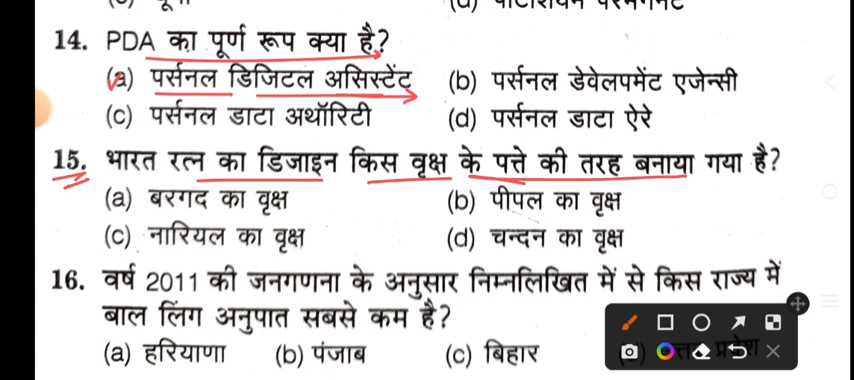 14. PDA का पूर्ण रूप क्या है?
(a) पर्सनल डिजिटल असिस्टेंट (b) पर्सनल डेवेलपमेंट एजेन्सी
(c) पर्सनल डाटा अथॉरिटी (d) पर्सनल डाटा ऐरे
15. भारत रत्न का डिजाइन किस वृक्ष के पत्ते की तरह बनाया गया है?
(a) बरगद का वृक्ष (b) पीपल का वृक्ष
(c) नारियल का वृक्ष (d) चन्दन का वृक्ष
16. वर्ष 2011 की जनगणना के अनुसार निम्नलिखित में से किस राज्य में
बाल लिंग अनुपात सबसे कम है?
(a) हरियाणा (b) पंजाब (c) बिहार